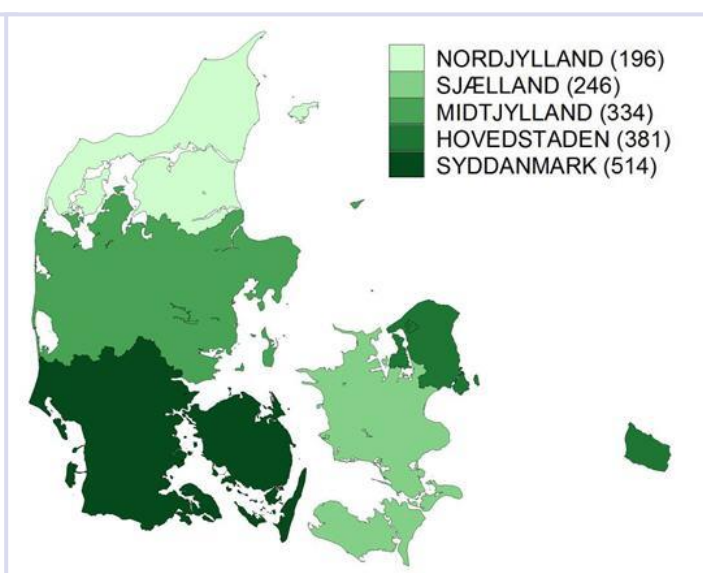 NORDJYLLAND (196)
SJÆLLAND (246)
MIDTJYLLAND (334)
HOVEDSTADEN (381)
SYDDANMARK (514)